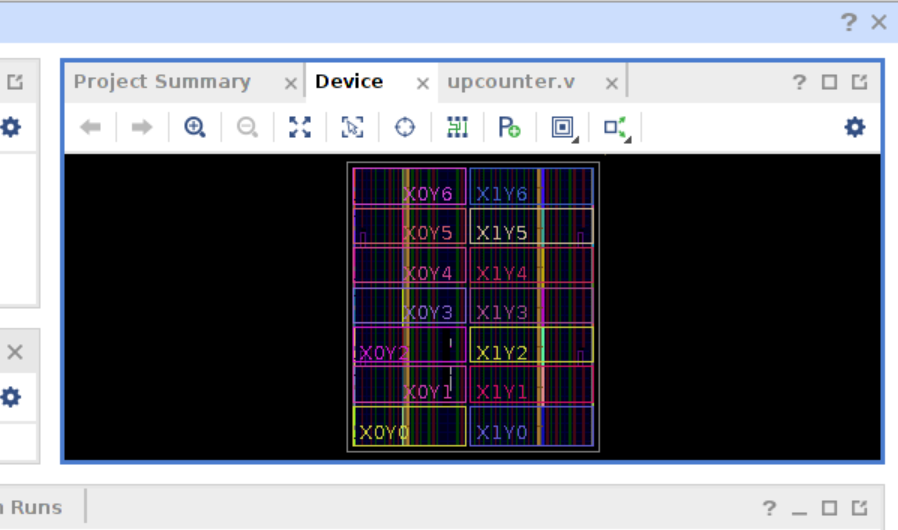 ?
Project Summary Device upcounter.v ?
X0Y6 X1Y6
X0Y5 X1Y5
X0Y4 X1Y4
X0Y3 X1Y3
X0Y2 X1Y2
X0Y1 X1Y1
X0Y0 X1Y0
Runs ?